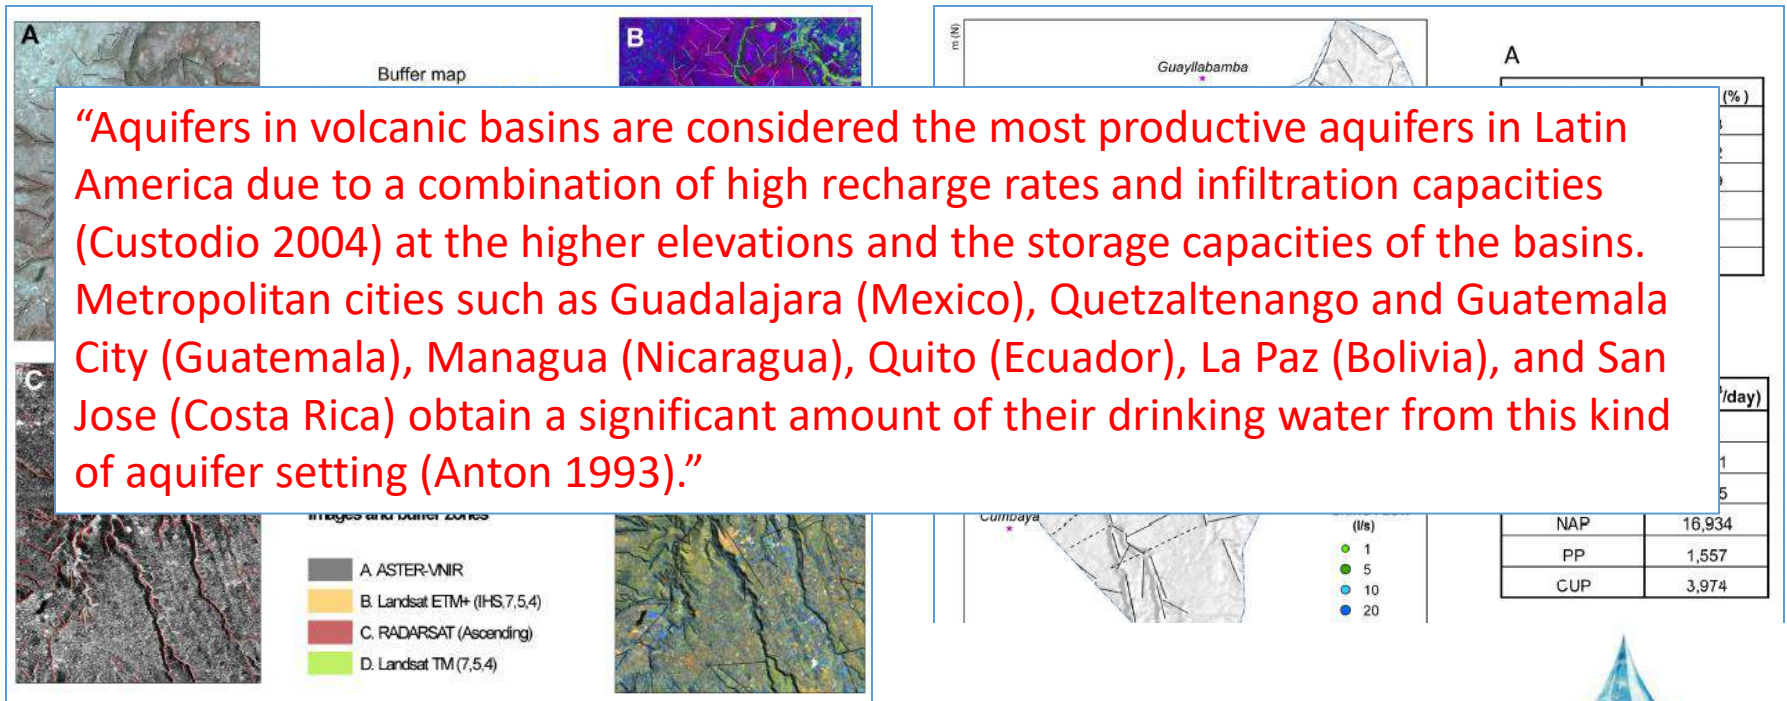 A
Buffer map
B
“Aquifers in volcanic basins are considered the most productive aquifers in Latin
America due to a combination of high recharge rates and infiltration capacities
(Custodio 2004) at the higher elevations and the storage capacities of the basins.
Metropolitan cities such as Guadalajara (Mexico), Quetzaltenango and Guatemala
City (Guatemala), Managua (Nicaragua), Quito (Ecuador), La Paz (Bolivia), and San
Jose (Costa Rica) obtain a significant amount of their drinking water from this kind
of aquifer setting (Anton 1993).”
C
Images and buffer zones
A. ASTER-VNIR
B. Landsat ETM+ (IHS,7,5,4)
C. RADARSAT (Ascending)
D. Landsat TM (7,5,4)
m (N)
Guayllabamba
Cumbaya
(l/s)
1
5
10
20
A
(%)
/day)
1
5
NAP 16,934
PP 1,557
CUP 3,974